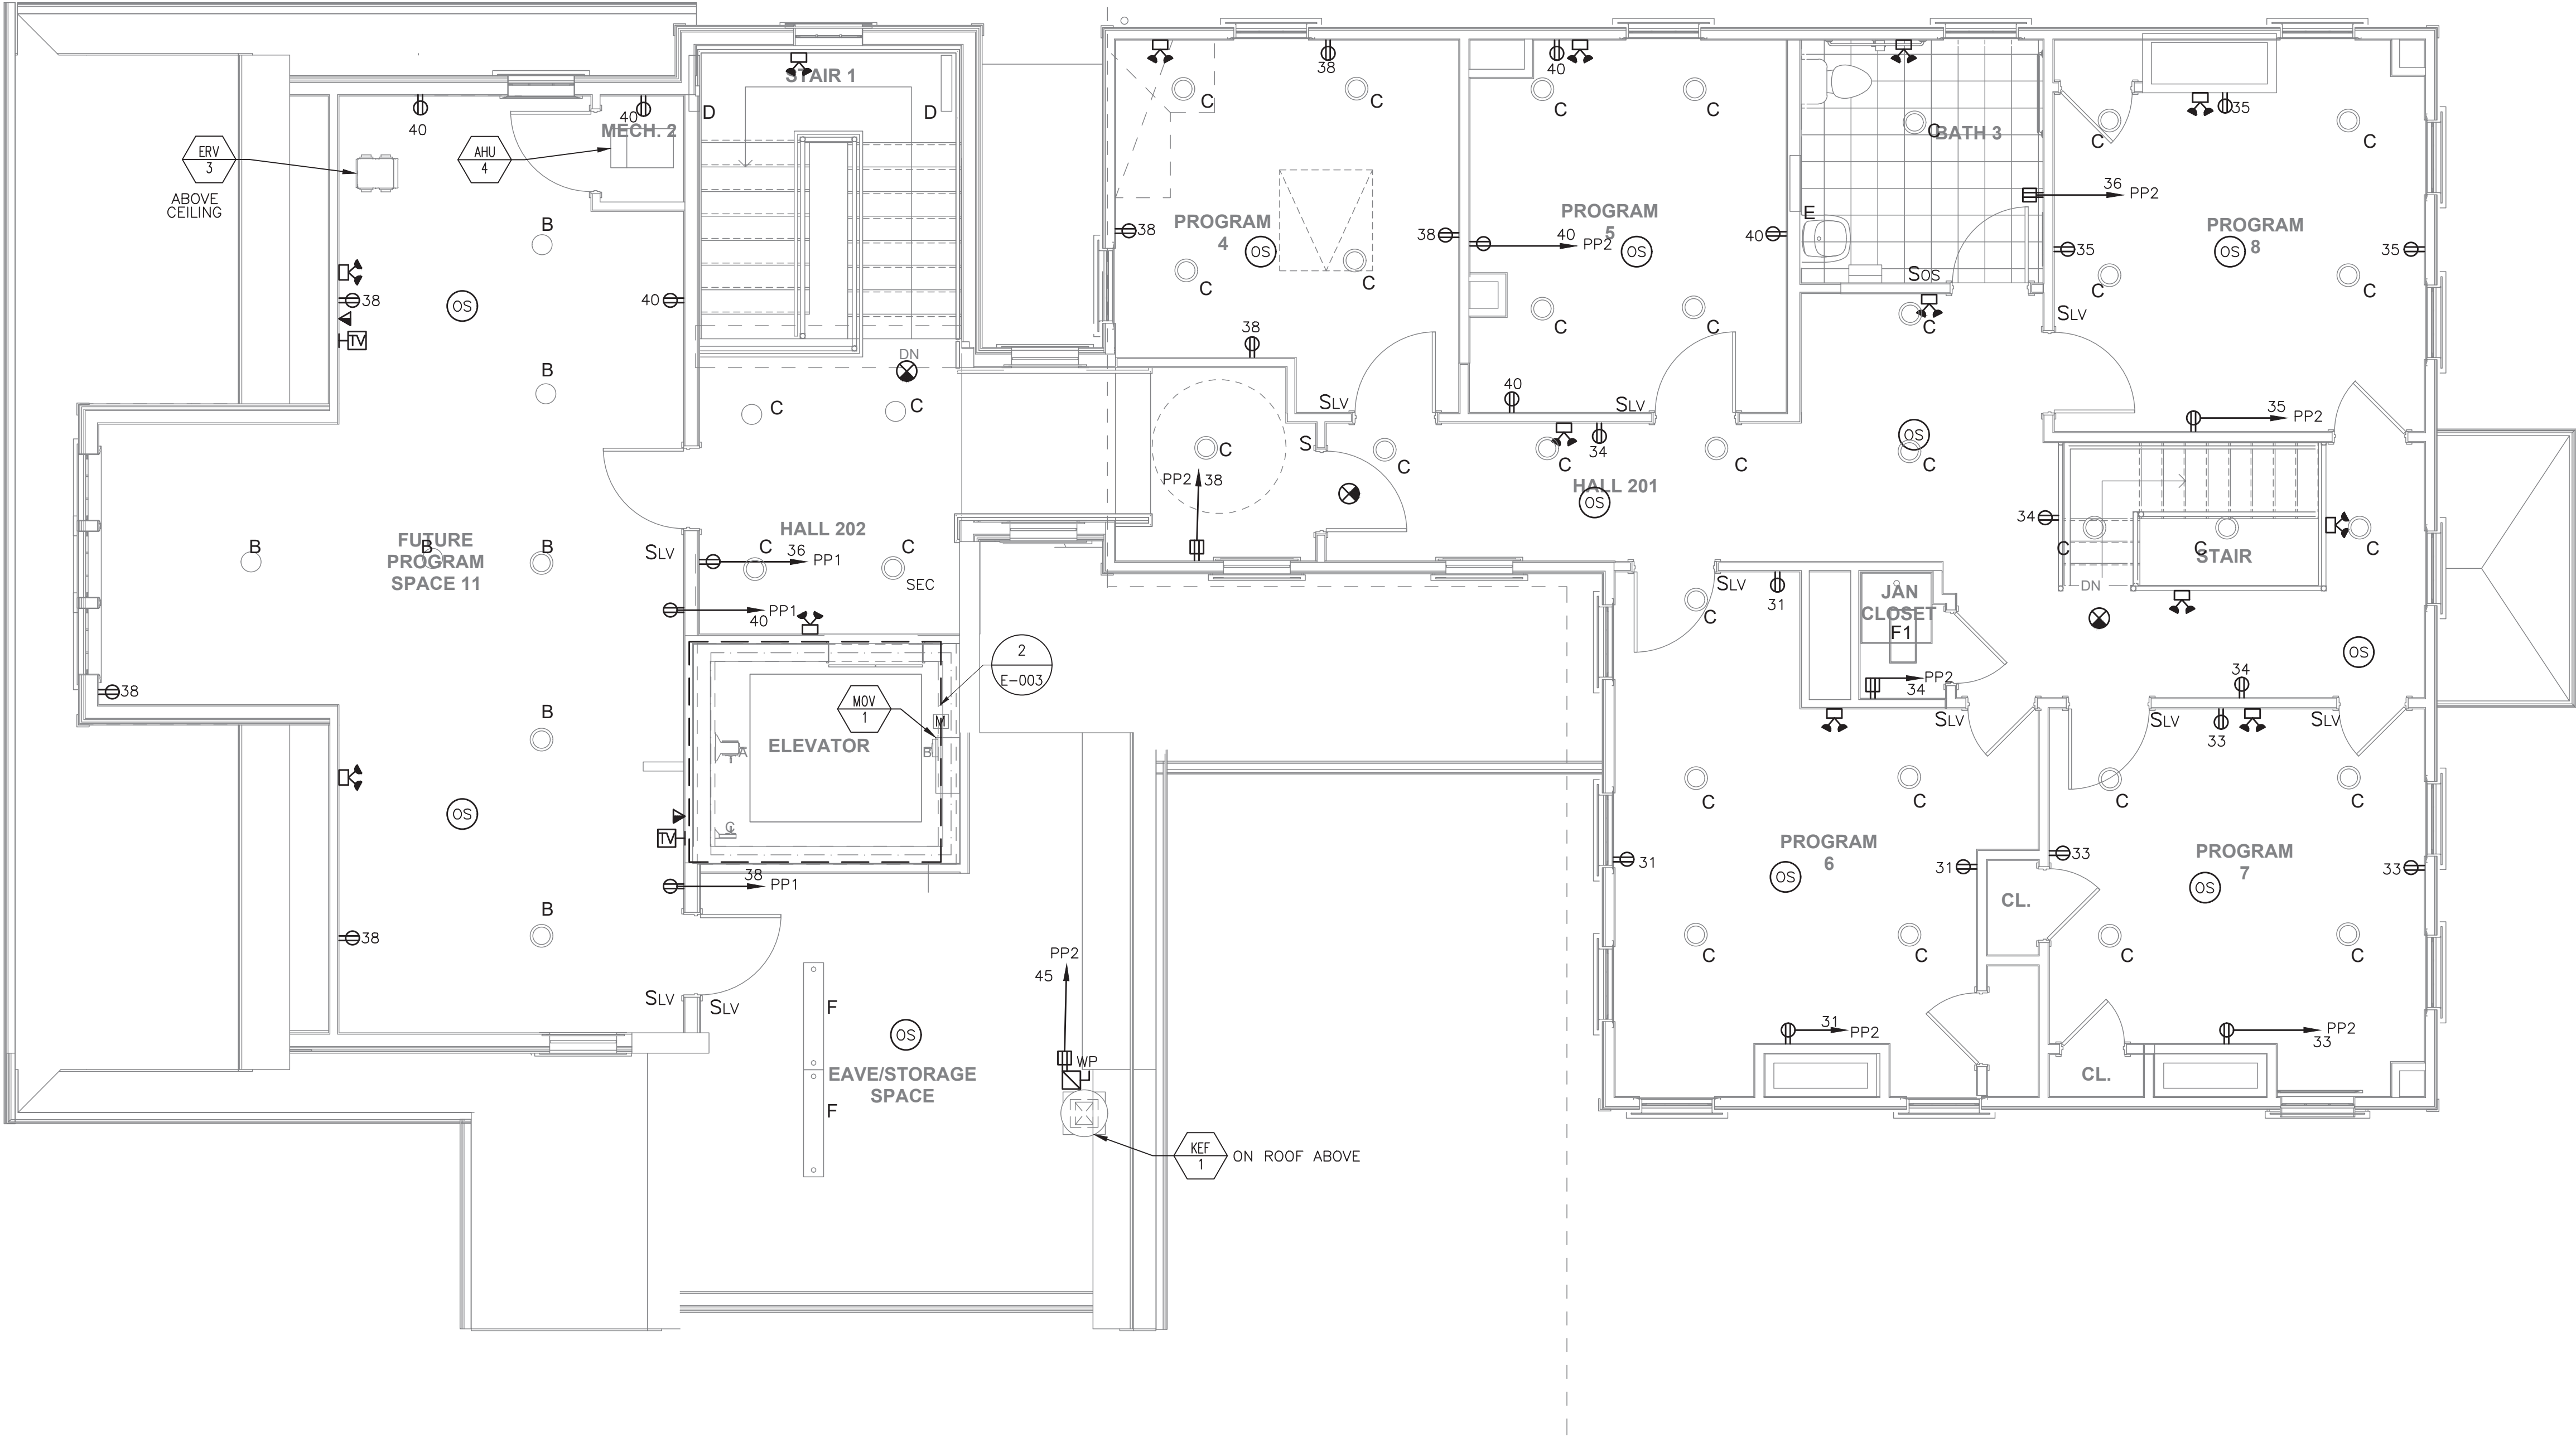 STAIR 1
D
D
38
40
C
C
C
C
BATH 3
C
35
C
C
40
40
MECH. 2
ERV
3
ABOVE
CEILING
AHU
4
B
PROGRAM
4
OS
38
38
C
C
38
PROGRAM
5
40
PP2
OS
40
C
C
40
E
SOS
36
PP2
PROGRAM
8
OS
35
35
C
C
SLV
OS
38
40
TV
B
DN
C
C
SLV
SLV
C
35
PP2
C
S
C
C
34
C
OS
C
PP2
38
HALL 201
OS
34
C
C
C
STAIR
DN
HALL 202
FUTURE
PROGRAM
SPACE 11
B
B
B
SLV
C
36
PP1
C
SEC
PP1
40
SLV
31
C
JAN
CLOSET
F1
PP2
34
OS
34
2
E-003
MOV
1
M
ELEVATOR
A
B
C
38
B
SLV
SLV
33
SLV
OS
TV
38
PP1
C
C
C
C
PROGRAM
6
OS
31
31
33
PROGRAM
7
OS
33
CL.
B
38
SLV
SLV
C
C
C
C
F
OS
PP2
45
WP
EAVE/STORAGE
SPACE
F
31
PP2
PP2
33
CL.
KEF
1
ON ROOF ABOVE